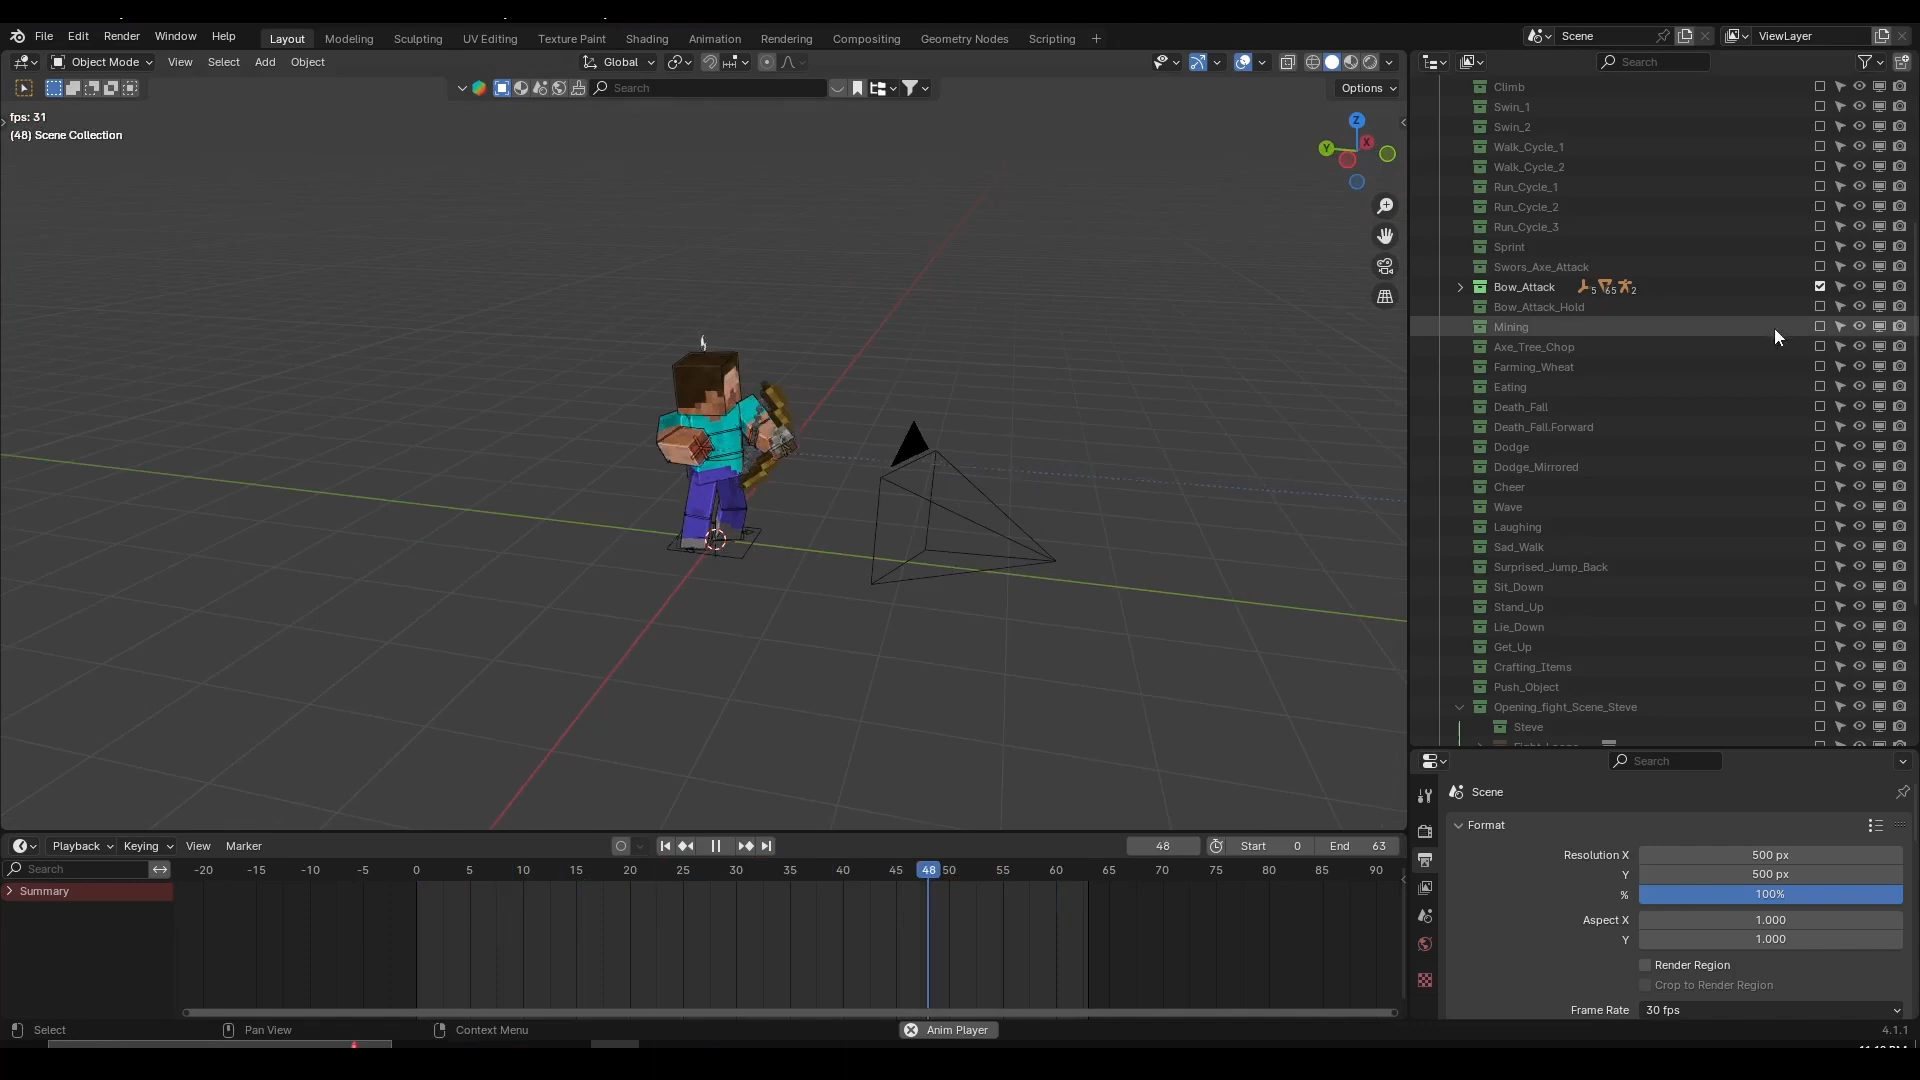 File Edit Render Window Help Layout Modeling Sculpting UV Editing Texture Paint Shading Animation Rendering Compositing Geometry Nodes Scripting + Scene ViewLayer
Object Mode View Select Add Object Global Search
Search Options
fps: 31
(48) Scene Collection
Z
Y X
Climb
Swin_1
Swin_2
Walk_Cycle_1
Walk_Cycle_2
Run_Cycle_1
Run_Cycle_2
Run_Cycle_3
Sprint
Swors_Axe_Attack
Bow_Attack 5 65 2
Bow_Attack_Hold
Mining
Axe_Tree_Chop
Farming_Wheat
Eating
Death_Fall
Death_Fall.Forward
Dodge
Dodge_Mirrored
Cheer
Wave
Laughing
Sad_Walk
Surprised_Jump_Back
Sit_Down
Stand_Up
Lie_Down
Get_Up
Crafting_Items
Push_Object
Opening_fight_Scene_Steve
Steve
Search
Scene
Format
Resolution X 500 px
Y 500 px
% 100%
Aspect X 1.000
Y 1.000
Render Region
Crop to Render Region
Frame Rate 30 fps
Playback Keying View Marker 48 Start 0 End 63
Search -20 -15 -10 -5 0 5 10 15 20 25 30 35 40 45 48 50 55 60 65 70 75 80 85 90
Summary
Select Pan View Context Menu Anim Player 4.1.1